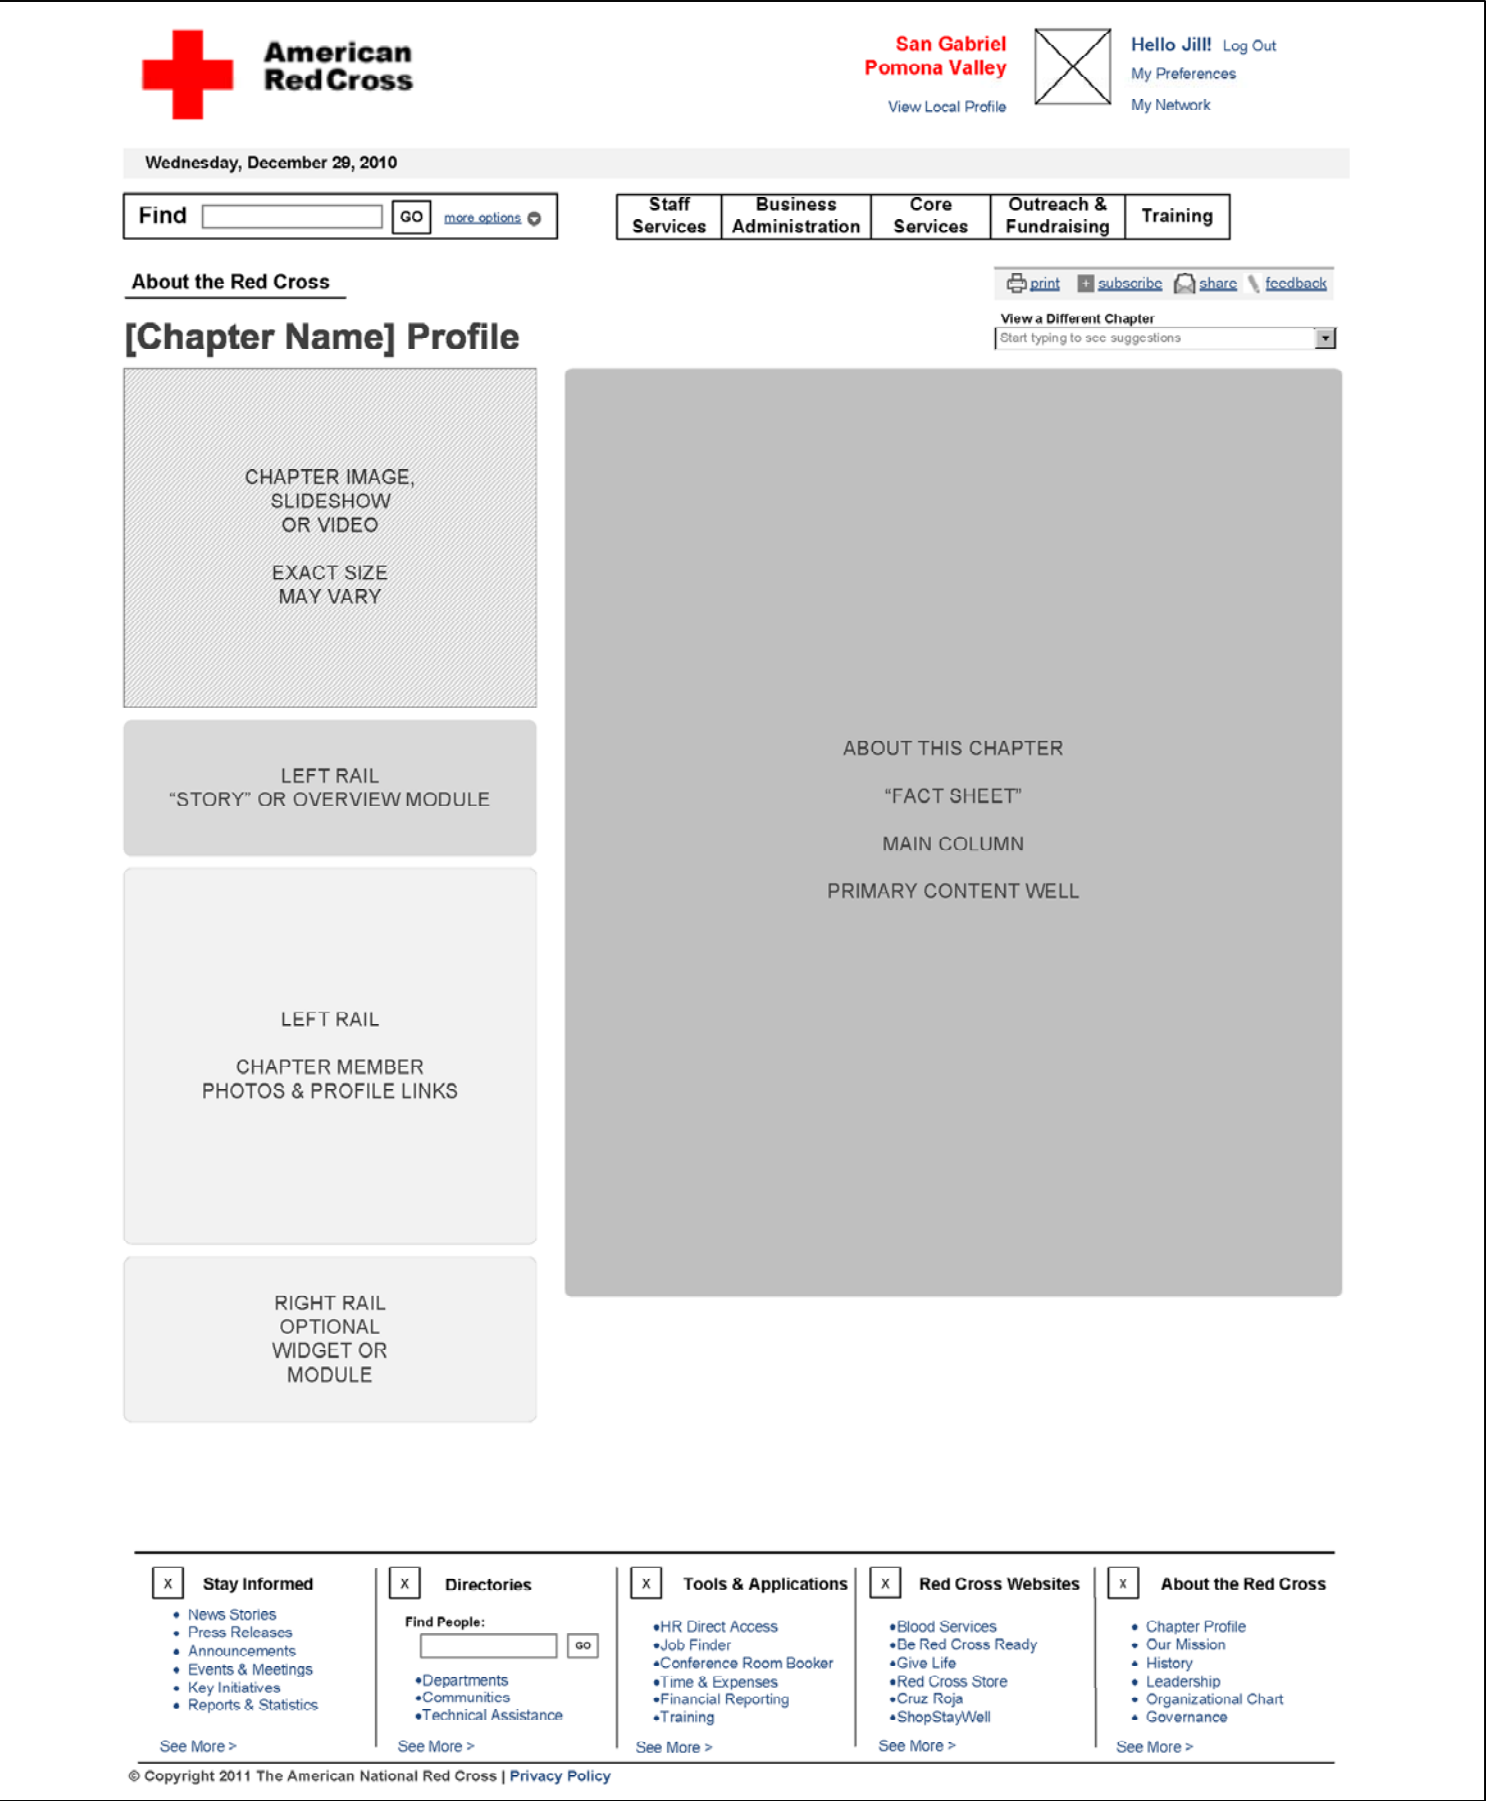 American
Red Cross
San Gabriel
Pomona Valley
View Local Profile
Hello Jill! Log Out
My Preferences
My Network
Wednesday, December 29, 2010
Find GO more options
Staff
Services
Business
Administration
Core
Services
Outreach &
Fundraising
Training
About the Red Cross
print + subscribe share feedback
[Chapter Name] Profile
View a Different Chapter
Start typing to see suggestions
CHAPTER IMAGE,
SLIDESHOW
OR VIDEO
EXACT SIZE
MAY VARY
LEFT RAIL
“STORY” OR OVERVIEW MODULE
LEFT RAIL
CHAPTER MEMBER
PHOTOS & PROFILE LINKS
RIGHT RAIL
OPTIONAL
WIDGET OR
MODULE
ABOUT THIS CHAPTER
“FACT SHEET”
MAIN COLUMN
PRIMARY CONTENT WELL
X Stay Informed
• News Stories
• Press Releases
• Announcements
• Events & Meetings
• Key Initiatives
• Reports & Statistics
See More >
X Directories
Find People:
GO
•Departments
•Communities
•Technical Assistance
See More >
X Tools & Applications
•HR Direct Access
•Job Finder
•Conference Room Booker
•Time & Expenses
•Financial Reporting
•Training
See More >
X Red Cross Websites
•Blood Services
•Be Red Cross Ready
•Give Life
•Red Cross Store
•Cruz Roja
•ShopStayWell
See More >
X About the Red Cross
• Chapter Profile
• Our Mission
• History
• Leadership
• Organizational Chart
• Governance
See More >
© Copyright 2011 The American National Red Cross | Privacy Policy